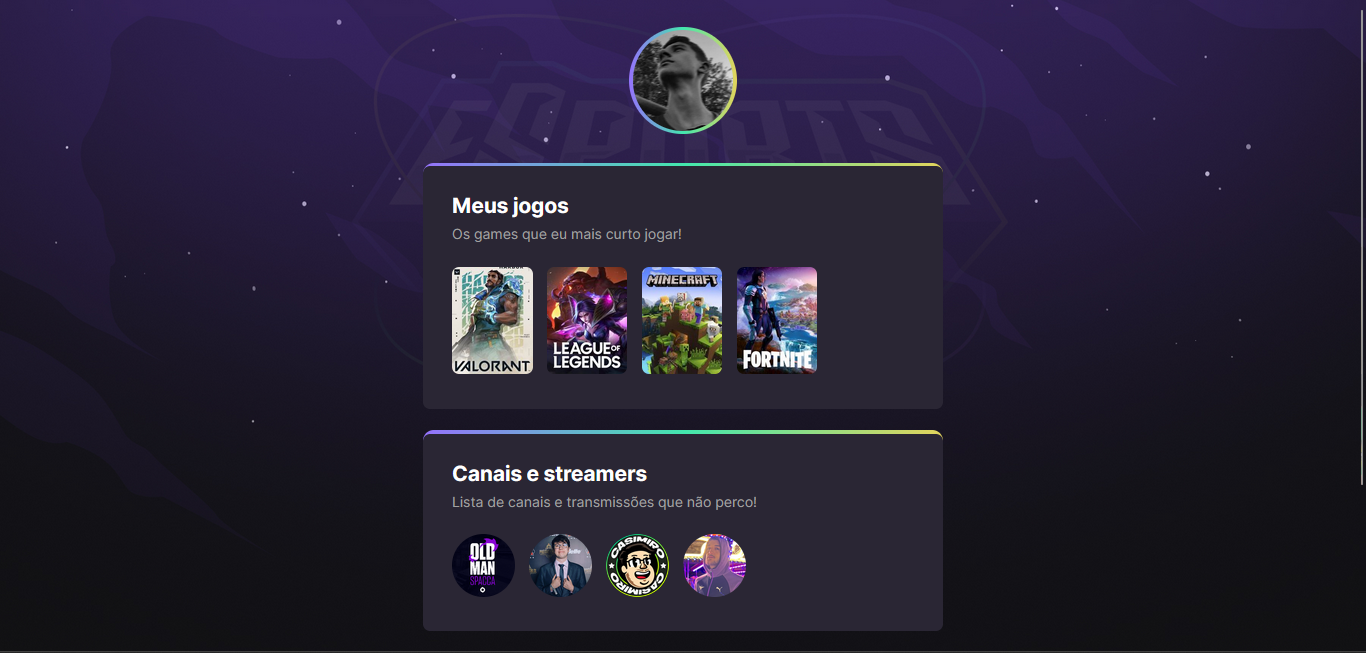 ESPORTS
Meus jogos
Os games que eu mais curto jogar!
VALORANT
LEAGUE OF
LEGENDS
MINECRAFT
FORTNITE
Canais e streamers
Lista de canais e transmissões que não perco!
OLD
MAN
SPACCA
CASIMIRO
CASIMIRO